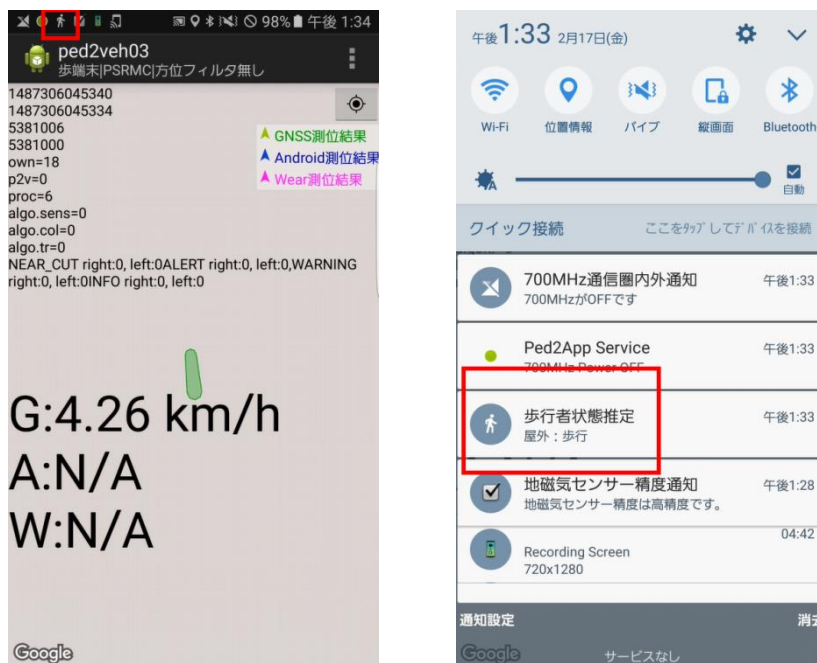 98% 午後 1:34
ped2veh03
歩端末|PSRMC|方位フィルタ無し
1487306045340
1487306045334
5381006
5381000
own=18
p2v=0
proc=6
algo.sens=0
algo.col=0
algo.tr=0
NEAR_CUT right:0, left:0ALERT right:0, left:0,WARNING
right:0, left:0INFO right:0, left:0
GNSS測位結果
Android測位結果
Wear測位結果
G:4.26 km/h
A:N/A
W:N/A
Google
午後1:33 2月17日(金)
Wi-Fi 位置情報 バイブ 縦画面 Bluetooth
自動
クイック接続 ここをタップしてデバイスを接続
700MHz通信圏内外通知 午後1:33
700MHzがOFFです
Ped2App Service 午後1:33
700MHz Power OFF
歩行者状態推定 午後1:33
屋外：歩行
地磁気センサー精度通知 午後1:28
地磁気センサー精度は高精度です。
04:42
Recording Screen
720x1280
通知設定 消去
Google サービスなし